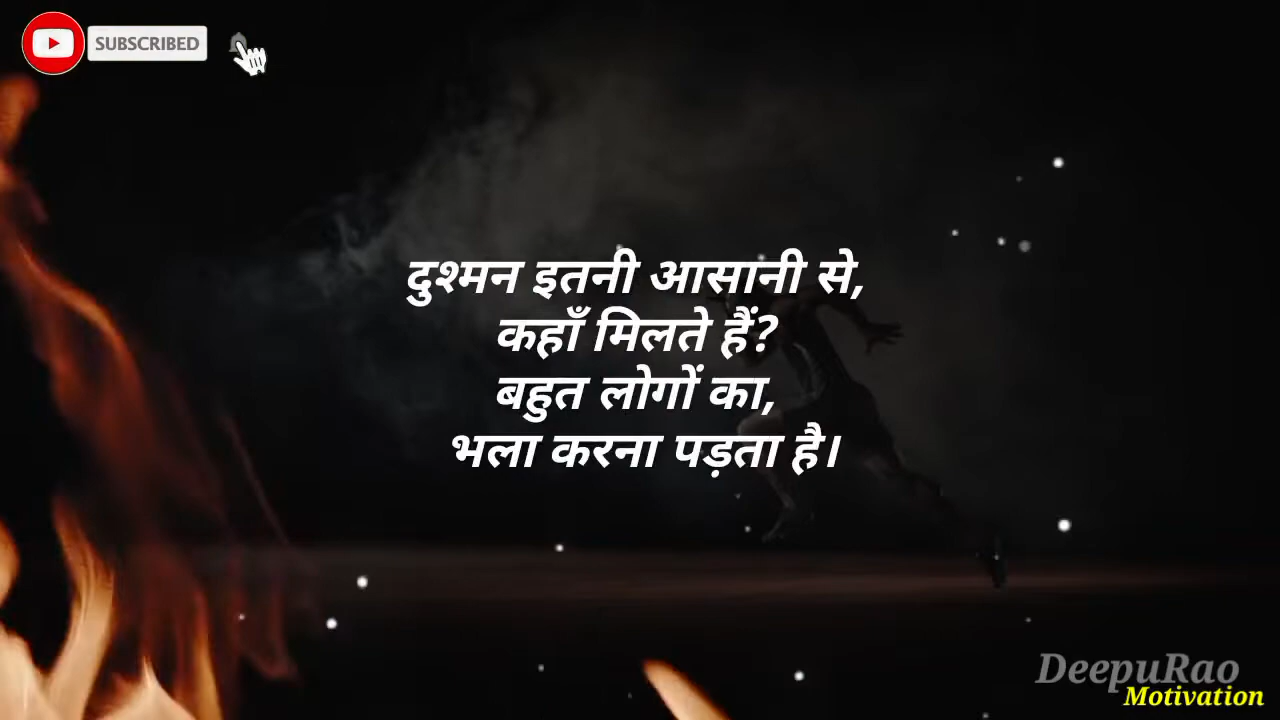 SUBSCRIBED
दुश्मन इतनी आसानी से,
कहाँ मिलते हैं?
बहुत लोगों का,
भला करना पड़ता है।
DeepuRao
Motivation